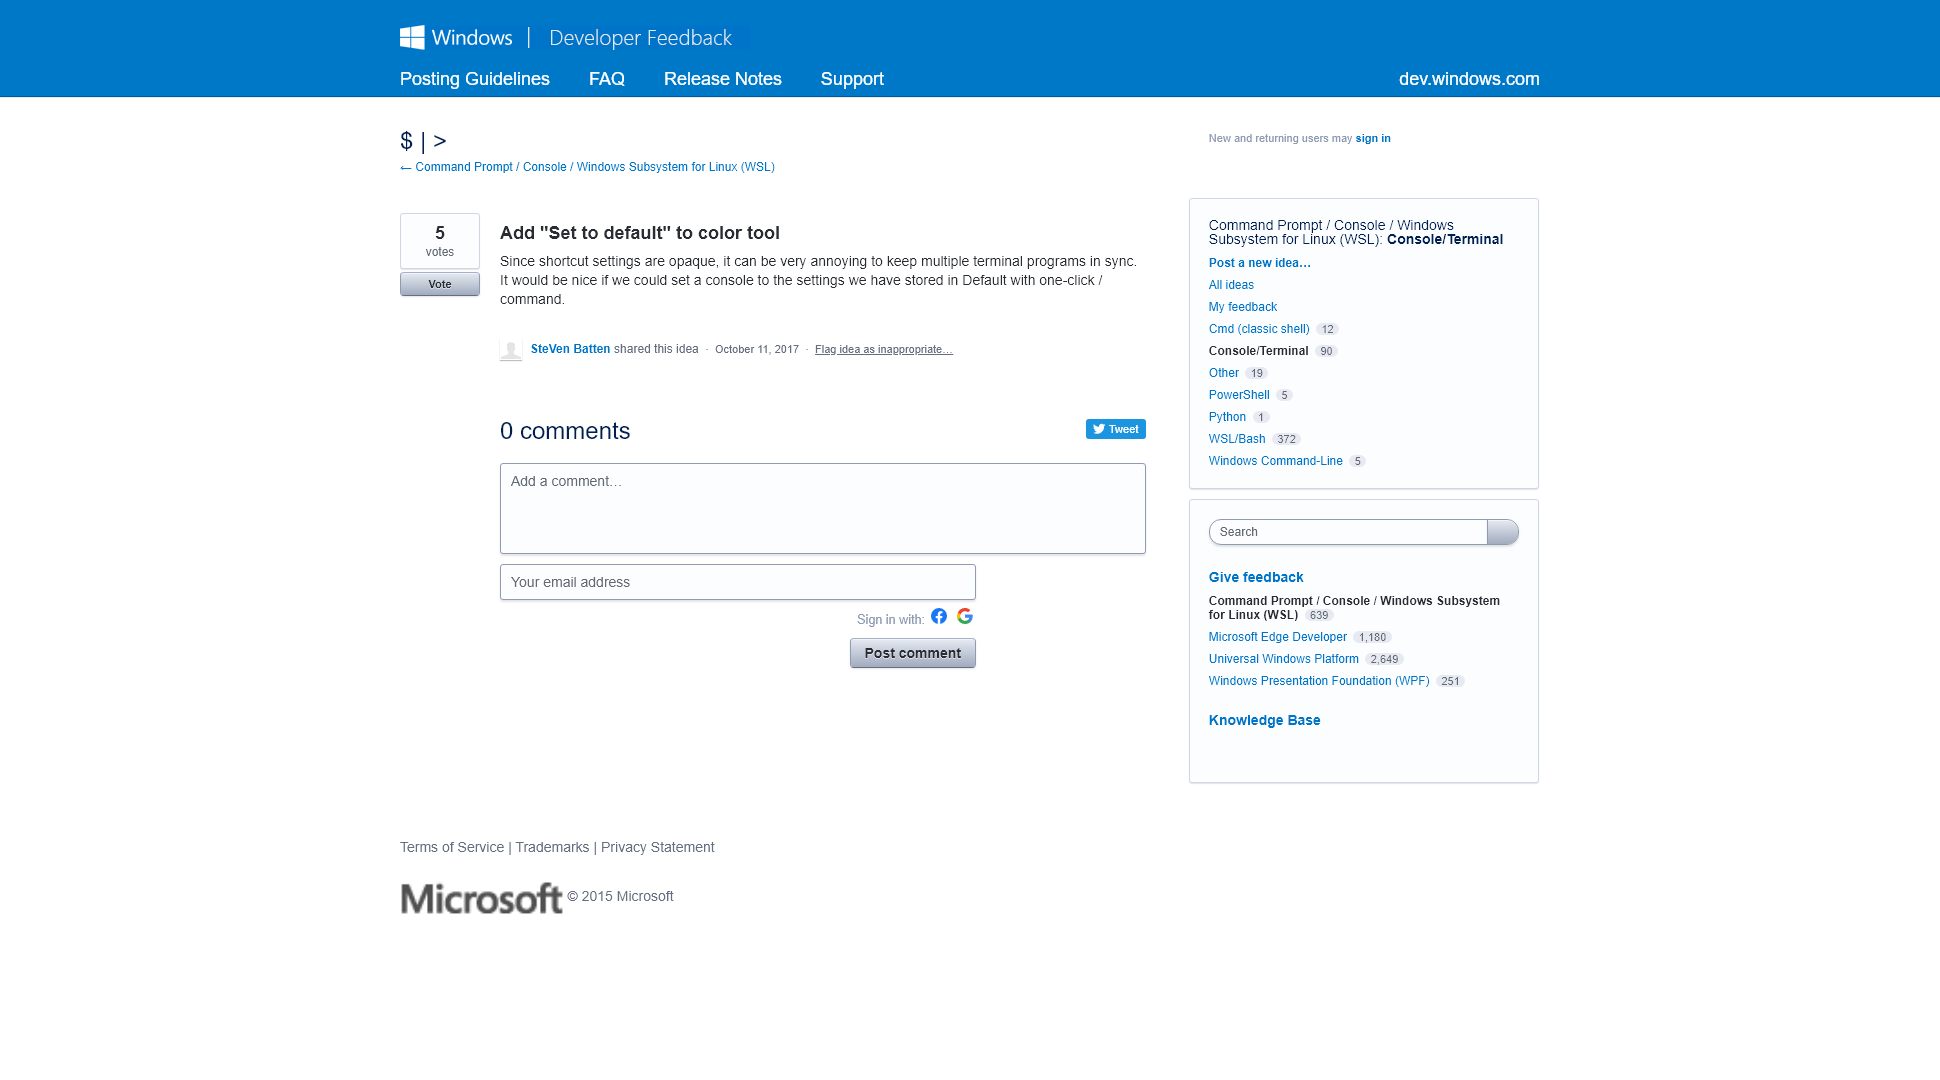 Windows | Developer Feedback
Posting Guidelines FAQ Release Notes Support dev.windows.com
$ | >
← Command Prompt / Console / Windows Subsystem for Linux (WSL)
New and returning users may sign in
5
votes
Vote
Add "Set to default" to color tool
Since shortcut settings are opaque, it can be very annoying to keep multiple terminal programs in sync.
It would be nice if we could set a console to the settings we have stored in Default with one-click /
command.
SteVen Batten shared this idea · October 11, 2017 · Flag idea as inappropriate…
0 comments
Tweet
Add a comment…
Your email address
Sign in with:
Post comment
Command Prompt / Console / Windows
Subsystem for Linux (WSL): Console/Terminal
Post a new idea…
All ideas
My feedback
Cmd (classic shell) 12
Console/Terminal 90
Other 19
PowerShell 5
Python 1
WSL/Bash 372
Windows Command-Line 5
Search
Give feedback
Command Prompt / Console / Windows Subsystem
for Linux (WSL) 639
Microsoft Edge Developer 1,180
Universal Windows Platform 2,649
Windows Presentation Foundation (WPF) 251
Knowledge Base
Terms of Service | Trademarks | Privacy Statement
Microsoft © 2015 Microsoft